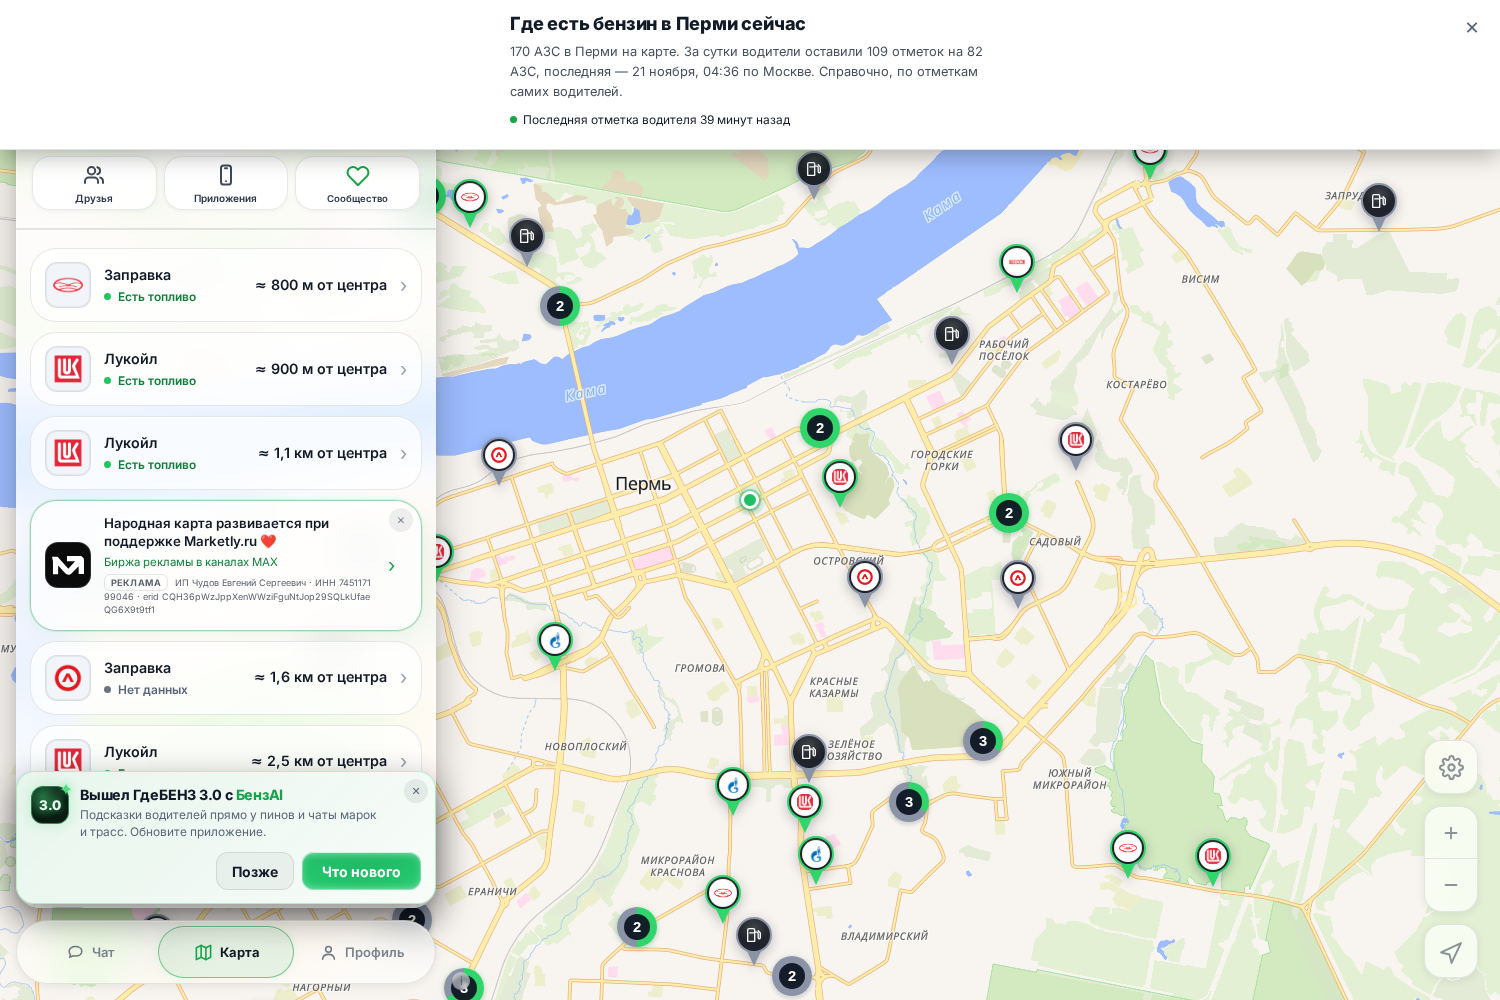 Где есть бензин в Перми сейчас
170 АЗС в Перми на карте. За сутки водители оставили 109 отметок на 82
АЗС, последняя — 21 ноября, 04:36 по Москве. Справочно, по отметкам
самих водителей.
Последняя отметка водителя 39 минут назад
Друзья
Приложения
Сообщество
Заправка
Есть топливо
≈ 800 м от центра
Лукойл
Есть топливо
≈ 900 м от центра
Лукойл
Есть топливо
≈ 1,1 км от центра
Народная карта развивается при
поддержке Marketly.ru ❤️
Биржа рекламы в каналах MAX
РЕКЛАМА ИП Чудов Евгений Сергеевич · ИНН 7451171
99046 · erid CQH36pWzJppXenWWziFguNtJop29SQLkUfae
QG6X9t9tf1
Заправка
Нет данных
≈ 1,6 км от центра
Лукойл
≈ 2,5 км от центра
3.0
Вышел ГдеБЕНЗ 3.0 с БензAI
Подсказки водителей прямо у пинов и чаты марок
и трасс. Обновите приложение.
Позже
Что нового
Чат
Карта
Профиль
Кама
ЗАПРУД
ВИСИМ
2
РАБОЧИЙ
ПОСЁЛОК
КОСТАРЁВО
Кама
2
ГОРОДСКИЕ
ГОРКИ
Пермь
2
САДОВЫЙ
ОСТРОВСКИЙ
ГРОМОВА
КРАСНЫЕ
КАЗАРМЫ
НОВОПЛОСКИЙ
ЗЕЛЁНОЕ
ОЗЯЙСТВО
3
ЮЖНЫЙ
МИКРОРАЙОН
3
МИКРОРАЙОН
КРАСНОВА
ЕРАНИЧИ
2
2
ВЛАДИМИРСКИЙ
2
3
НАГОРНЫЙ
МУ